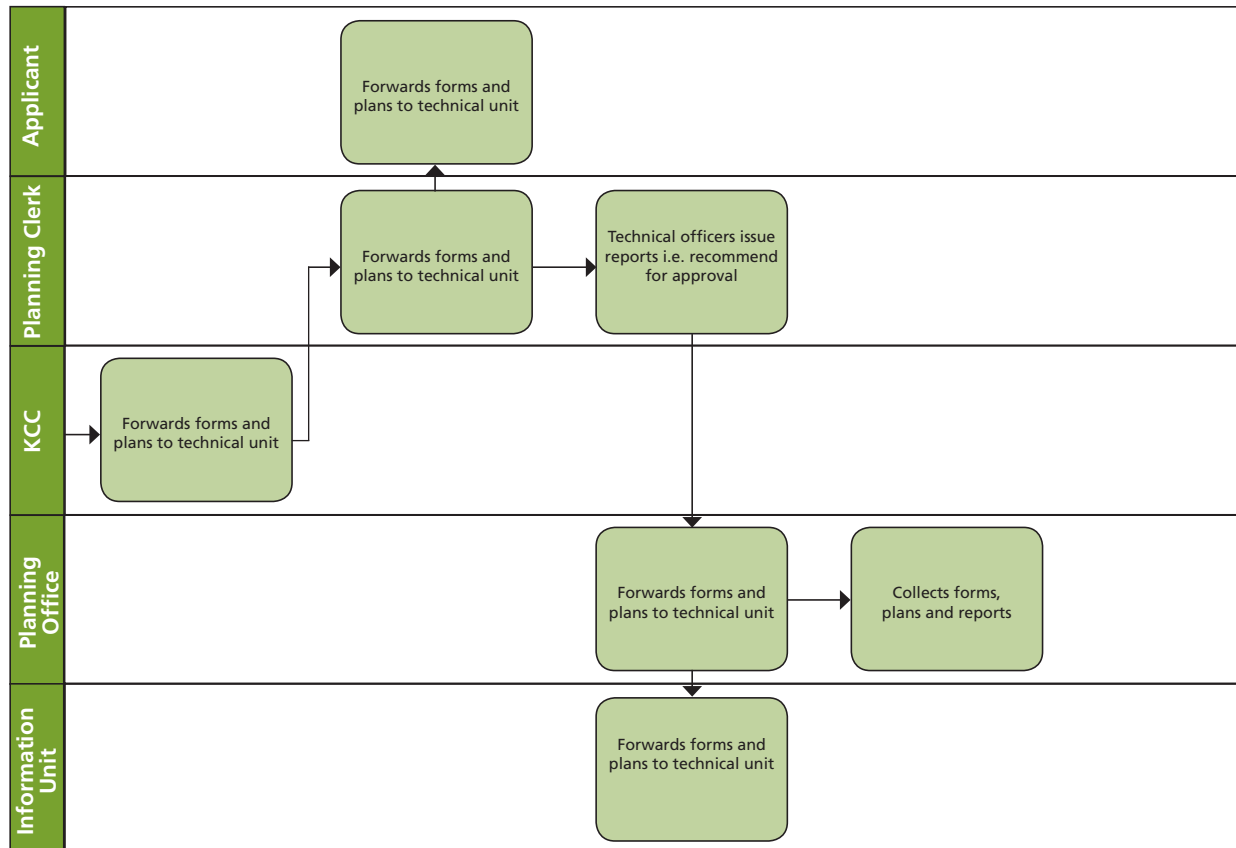 Applicant
Forwards forms and
plans to technical unit
Planning Clerk
Forwards forms and
plans to technical unit
Technical officers issue
reports i.e. recommend
for approval
KCC
Forwards forms and
plans to technical unit
Planning
Office
Forwards forms and
plans to technical unit
Collects forms,
plans and reports
Information
Unit
Forwards forms and
plans to technical unit